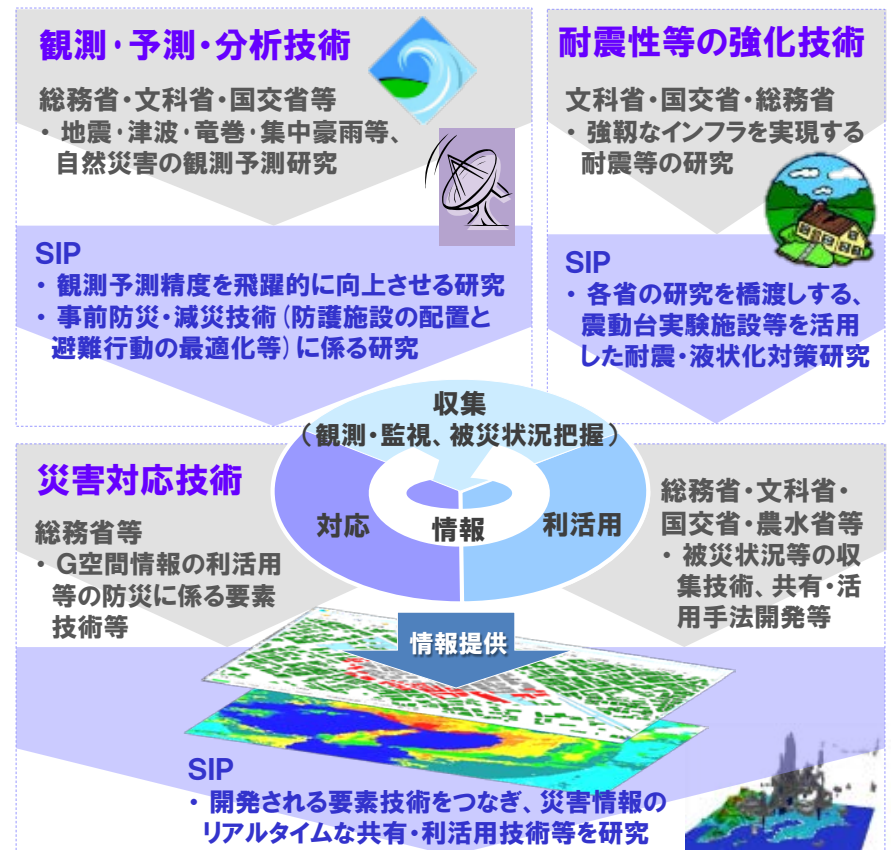 観測・予測・分析技術
総務省・文科省・国交省等
・ 地震・津波・竜巻・集中豪雨等、
自然災害の観測予測研究
SIP
・ 観測予測精度を飛躍的に向上させる研究
・ 事前防災・減災技術（防護施設の配置と
避難行動の最適化等）に係る研究
耐震性等の強化技術
文科省・国交省・総務省
・ 強靱なインフラを実現する
耐震等の研究
SIP
・ 各省の研究を橋渡しする、
震動台実験施設等を活用
した耐震・液状化対策研究
収集
（観測・監視、被災状況把握）
対応
情報
利活用
災害対応技術
総務省等
・ G空間情報の利活用
等の防災に係る要素
技術等
総務省・文科省・
国交省・農水省等
・ 被災状況等の収
集技術、共有・活
用手法開発等
情報提供
SIP
・ 開発される要素技術をつなぎ、災害情報の
リアルタイムな共有・利活用技術等を研究